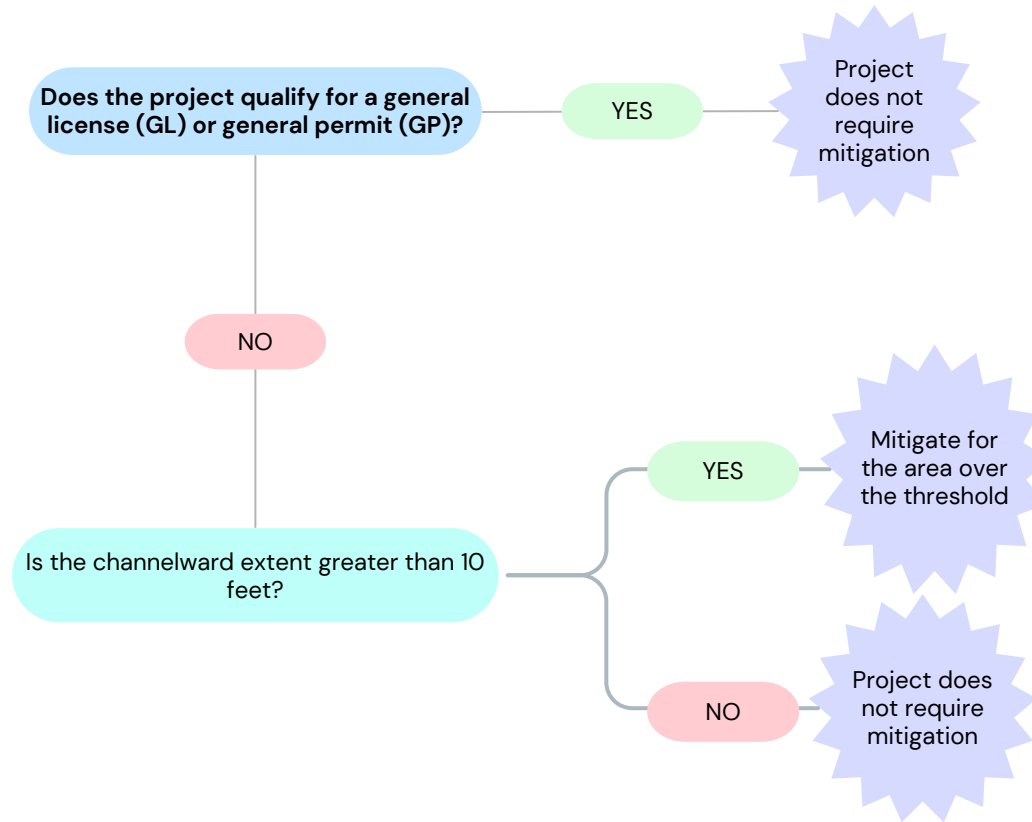 Does the project qualify for a general
license (GL) or general permit (GP)?
YES
Project
does not
require
mitigation
NO
Is the channelward extent greater than 10
feet?
YES
Mitigate for
the area over
the threshold
NO
Project does
not require
mitigation